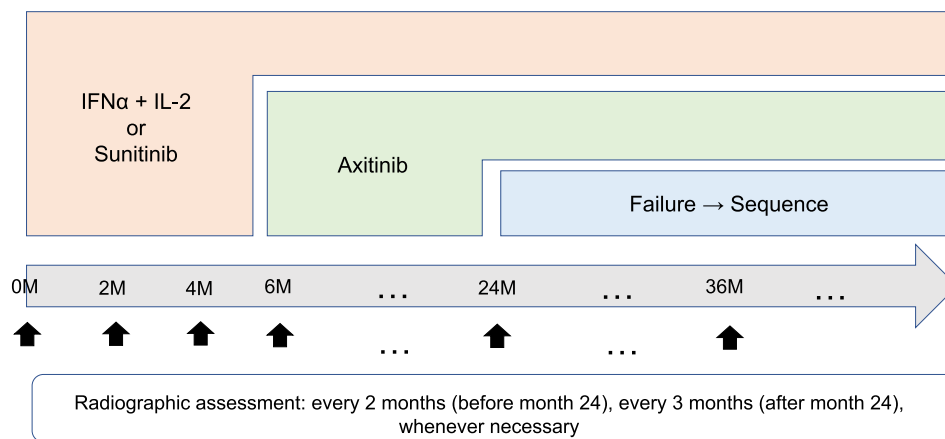 IFNα + IL-2
or
Sunitinib
Axitinib
Failure → Sequence
0M 2M 4M 6M ... 24M ... 36M ...
... ...
Radiographic assessment: every 2 months (before month 24), every 3 months (after month 24),
whenever necessary